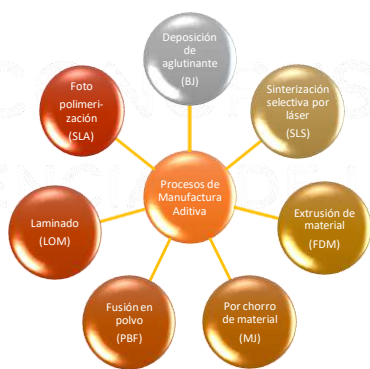 Deposición
de
aglutinante
(BJ)
Sinterización
selectiva por
láser
(SLS)
Extrusión de
material
(FDM)
Por chorro
de material
(MJ)
Fusión en
polvo
(PBF)
Laminado
(LOM)
Foto
polimeri-
zación
(SLA)
Procesos de
Manufactura
Aditiva